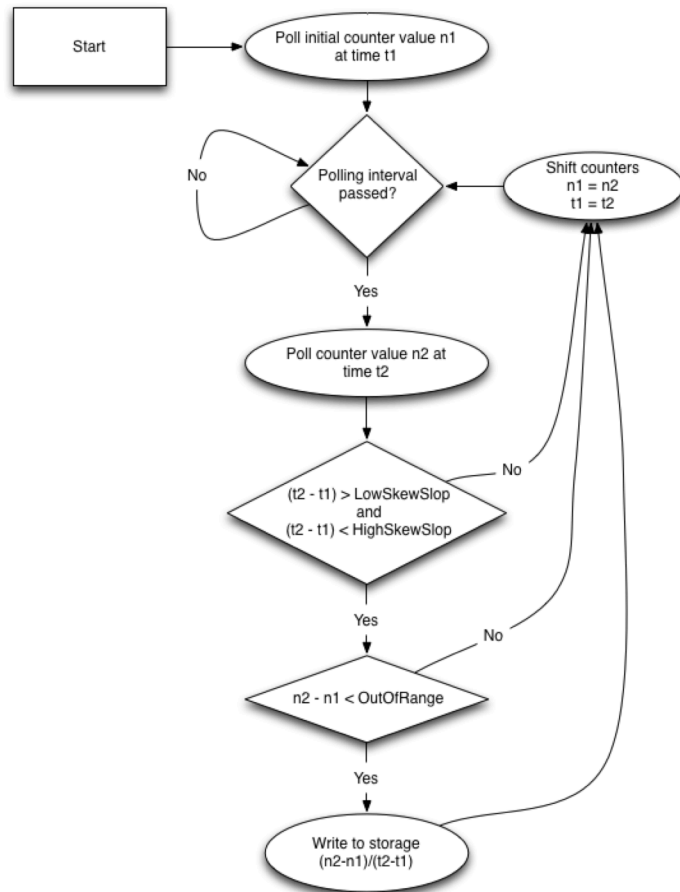 Start
Poll initial counter value n1
at time t1
No
Polling interval
passed?
Shift counters
n1 = n2
t1 = t2
Yes
Poll counter value n2 at
time t2
No
(t2 - t1) > LowSkewSlop
and
(t2 - t1) < HighSkewSlop
Yes
No
n2 - n1 < OutOfRange
Yes
Write to storage
(n2-n1)/(t2-t1)